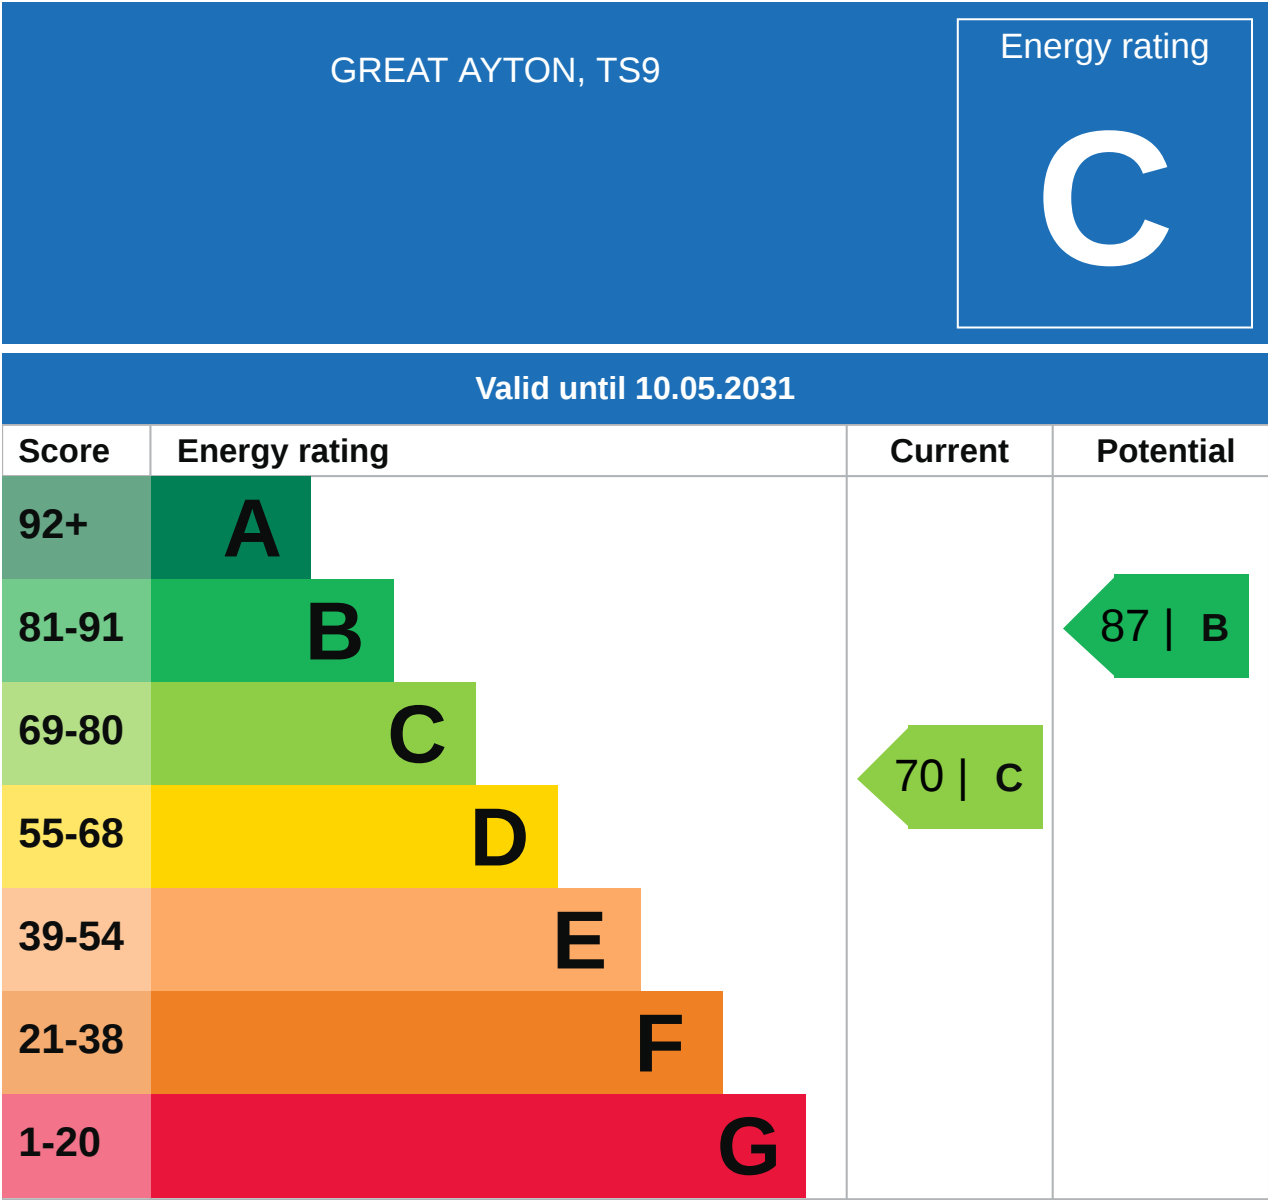 GREAT AYTON, TS9
Energy rating
C
Valid until 10.05.2031
Score Energy rating Current Potential
92+ A
81-91 B
87 | B
69-80 C
70 | C
55-68 D
39-54 E
21-38 F
1-20 G